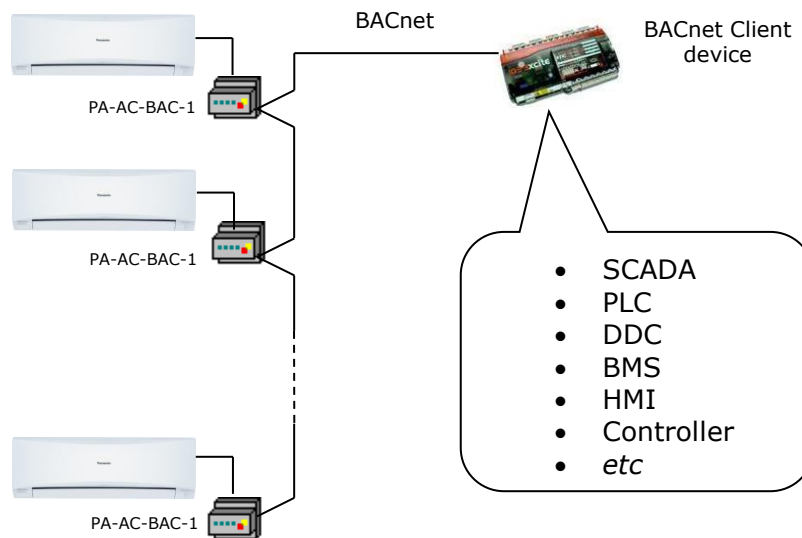 BACnet
BACnet Client
device
PA-AC-BAC-1
PA-AC-BAC-1
• SCADA
• PLC
• DDC
• BMS
• HMI
• Controller
• etc
PA-AC-BAC-1